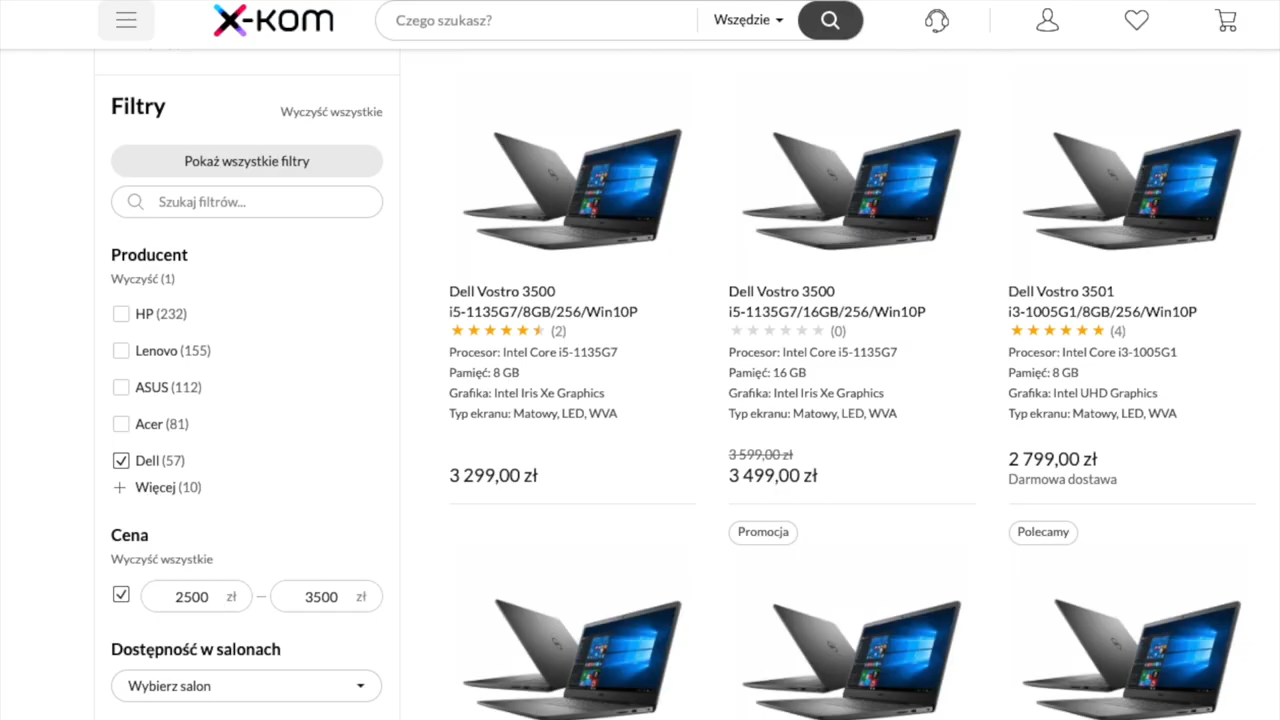 X-KOM
Czego szukasz?
Wszędzie
Filtry
Wyczyść wszystkie
Pokaż wszystkie filtry
Szukaj filtrów...
Producent
Wyczyść (1)
HP (232)
Lenovo (155)
ASUS (112)
Acer (81)
Dell (57)
Więcej (10)
Cena
Wyczyść wszystkie
2500 zł – 3500 zł
Dostępność w salonach
Wybierz salon
Dell Vostro 3500
i5-1135G7/8GB/256/Win10P
(2)
Procesor: Intel Core i5-1135G7
Pamięć: 8 GB
Grafika: Intel Iris Xe Graphics
Typ ekranu: Matowy, LED, WVA
3 299,00 zł
Dell Vostro 3500
i5-1135G7/16GB/256/Win10P
(0)
Procesor: Intel Core i5-1135G7
Pamięć: 16 GB
Grafika: Intel Iris Xe Graphics
Typ ekranu: Matowy, LED, WVA
3 599,00 zł
3 499,00 zł
Dell Vostro 3501
i3-1005G1/8GB/256/Win10P
(4)
Procesor: Intel Core i3-1005G1
Pamięć: 8 GB
Grafika: Intel UHD Graphics
Typ ekranu: Matowy, LED, WVA
2 799,00 zł
Darmowa dostawa
Promocja
Polecamy